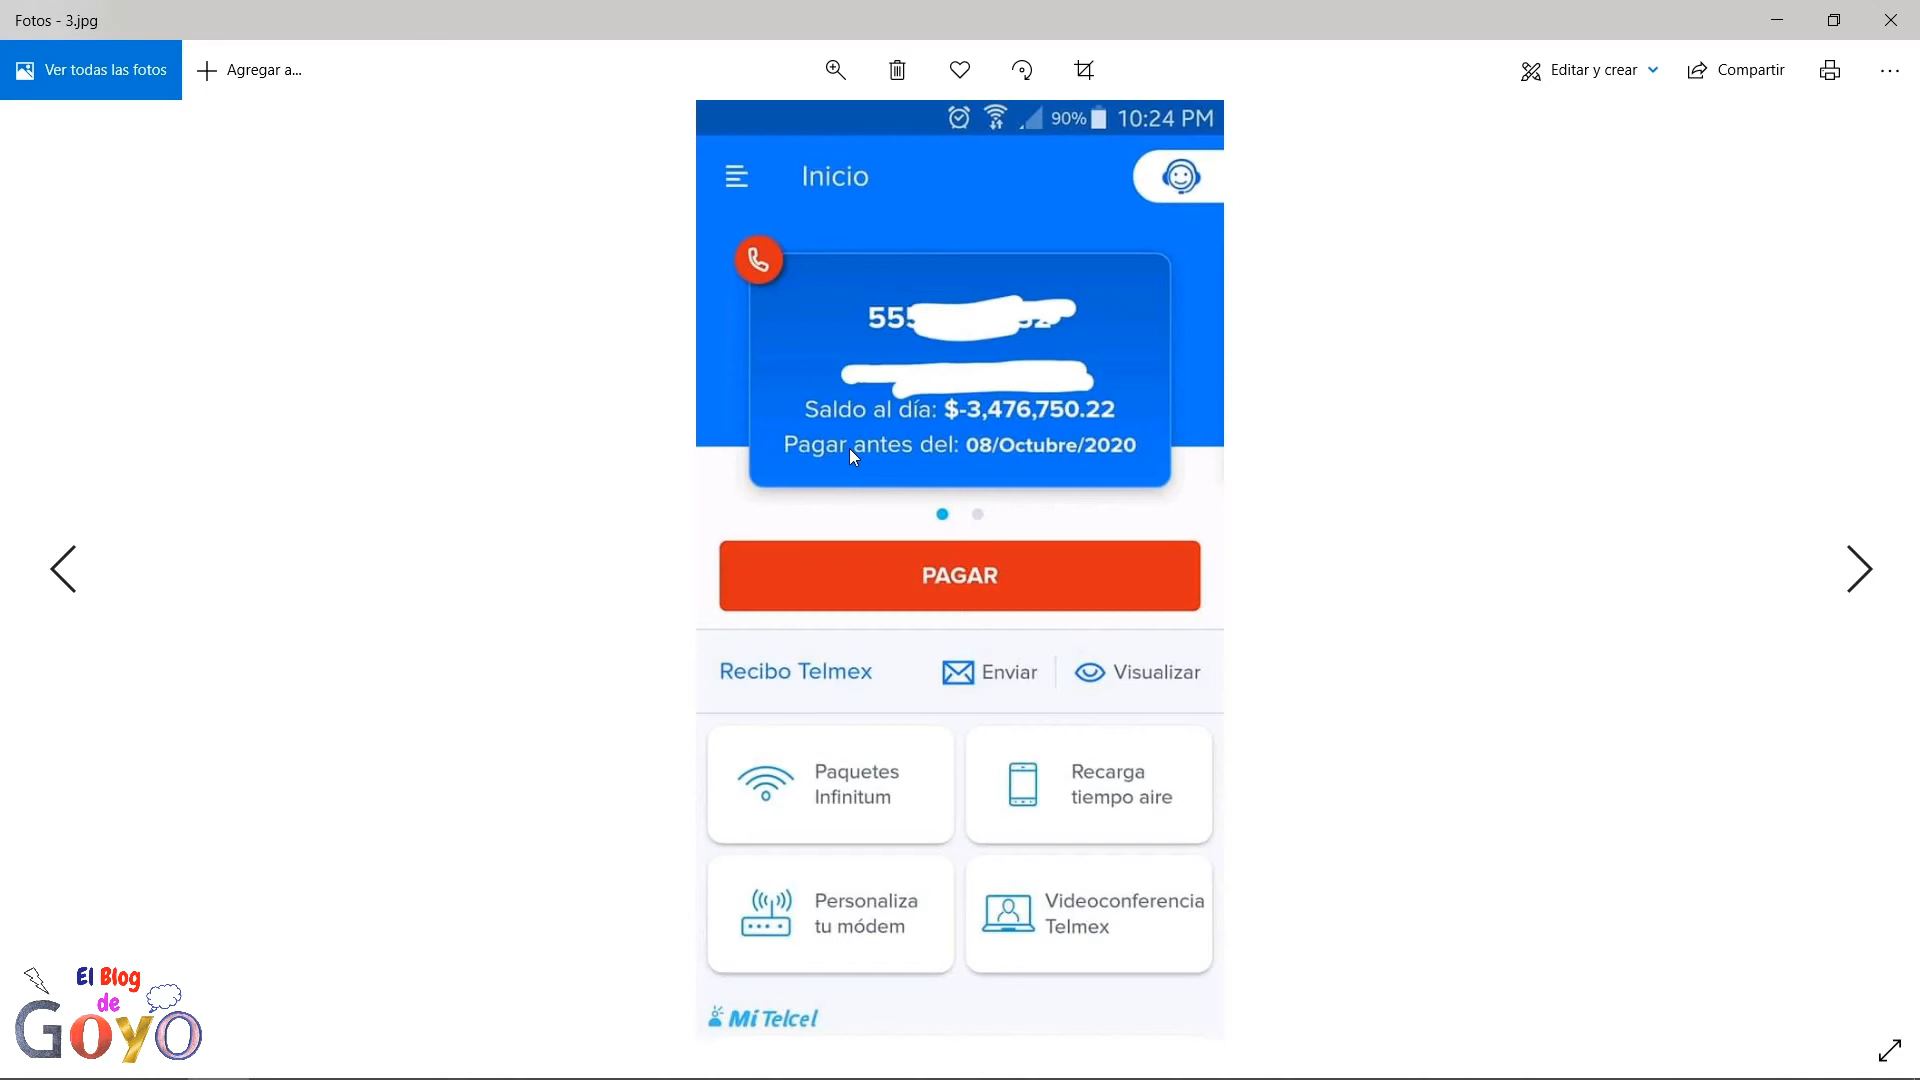 Fotos - 3.jpg
Ver todas las fotos
Agregar a...
Editar y crear
Compartir
90% 10:24 PM
Inicio
Saldo al día: $-3,476,750.22
Pagar antes del: 08/Octubre/2020
PAGAR
Recibo Telmex
Enviar
Visualizar
Paquetes
Infinitum
Recarga
tiempo aire
Personaliza
tu módem
Videoconferencia
Telmex
Mi Telcel
El Blog
de
Goyo